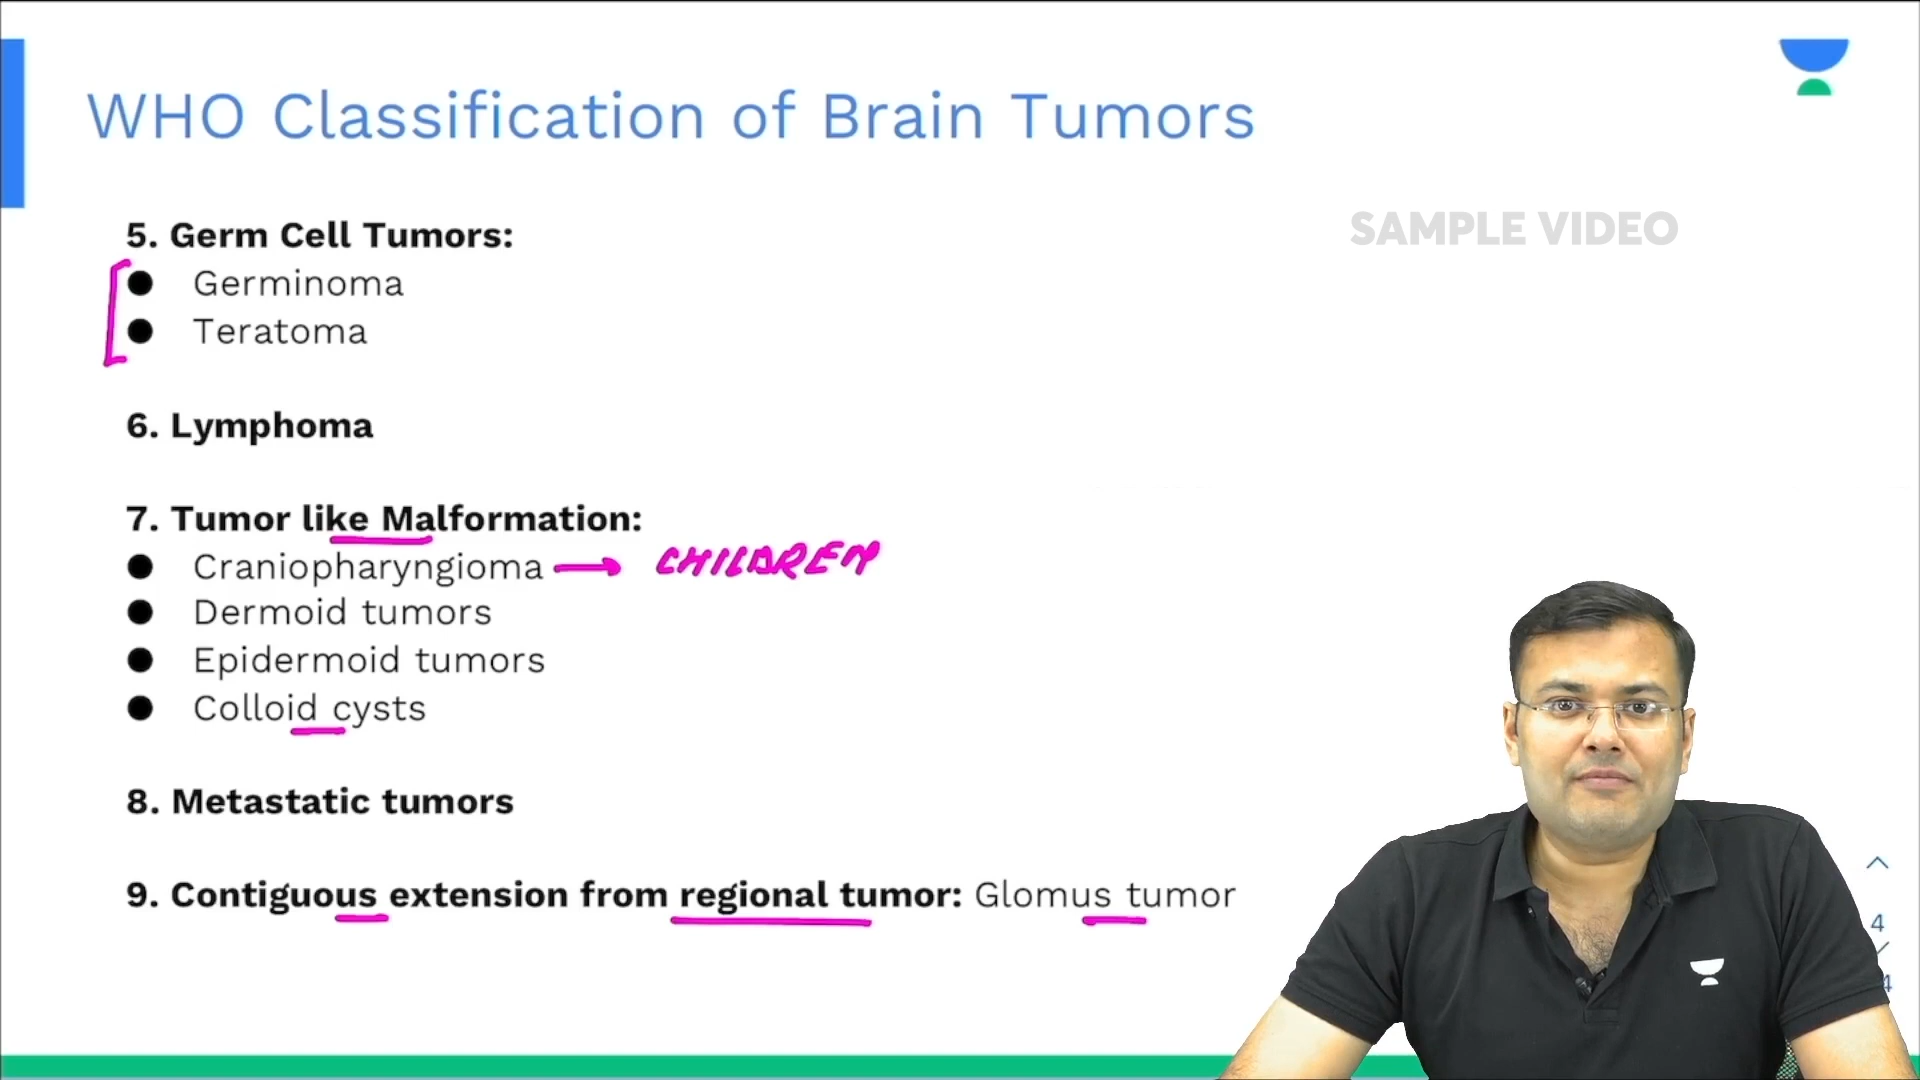 WHO Classification of Brain Tumors
SAMPLE VIDEO
5. Germ Cell Tumors:
● Germinoma
● Teratoma
6. Lymphoma
7. Tumor like Malformation:
● Craniopharyngioma → CHILDREN
● Dermoid tumors
● Epidermoid tumors
● Colloid cysts
8. Metastatic tumors
9. Contiguous extension from regional tumor: Glomus tumor
4